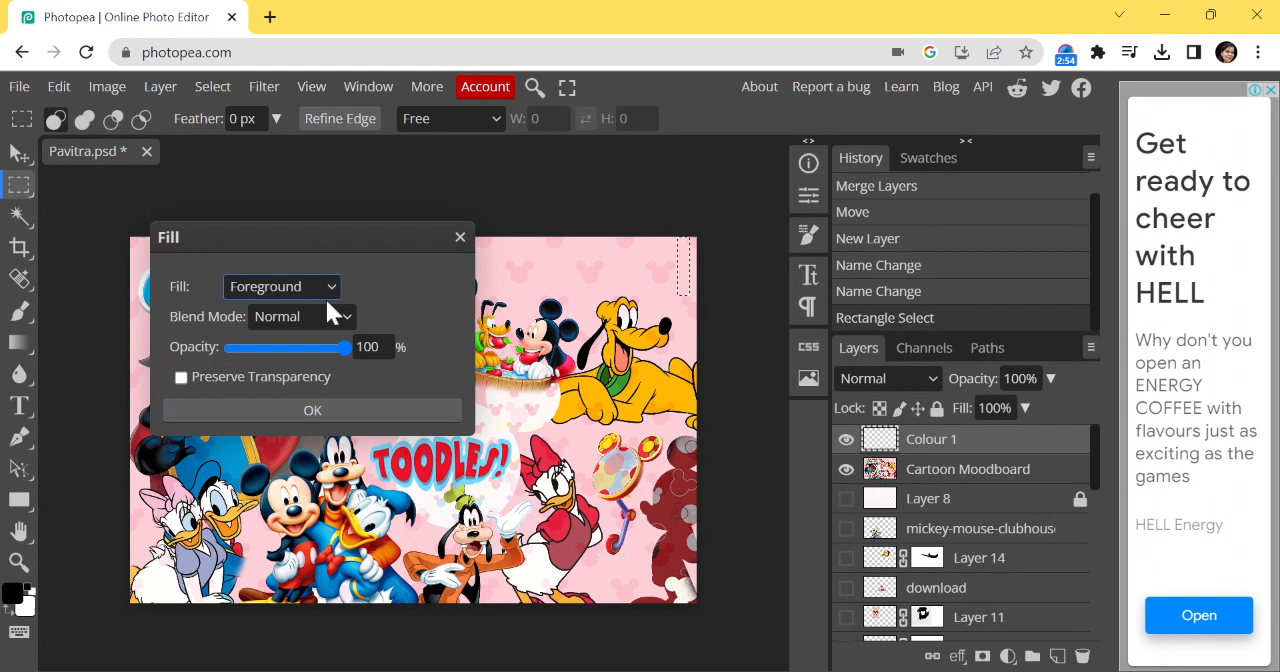 Photopea | Online Photo Editor
photopea.com
2:54
File Edit Image Layer Select Filter View Window More Account About Report a bug Learn Blog API
Feather: 0 px Refine Edge Free W: 0 H: 0
Pavitra.psd *
History Swatches
Merge Layers
Move
New Layer
Name Change
Name Change
Rectangle Select
Fill
Fill: Foreground
Blend Mode: Normal
Opacity: 100 %
Preserve Transparency
OK
TOODLES!
CSS
Layers Channels Paths
Normal Opacity: 100%
Lock: Fill: 100%
Colour 1
Cartoon Moodboard
Layer 8
mickey-mouse-clubhous
Layer 14
download
Layer 11
eff
Get
ready to
cheer
with
HELL
Why don't you
open an
ENERGY
COFFEE with
flavours just as
exciting as the
games
HELL Energy
Open